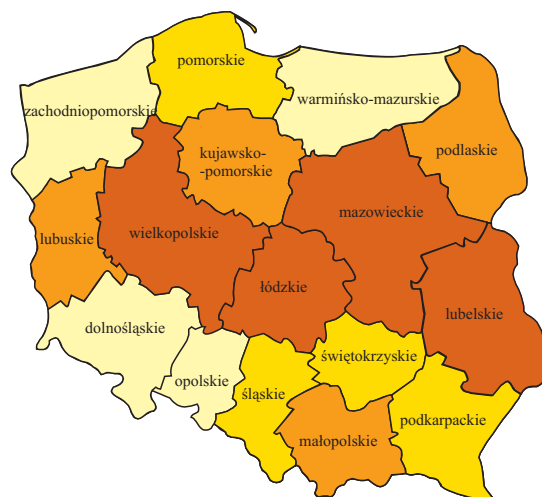 pomorskie
zachodniopomorskie
warmińsko-mazurskie
podlaskie
kujawsko-
-pomorskie
mazowieckie
wielkopolskie
lubuskie
łódzkie
lubelskie
dolnośląskie
świętokrzyskie
opolskie
śląskie
podkarpackie
małopolskie